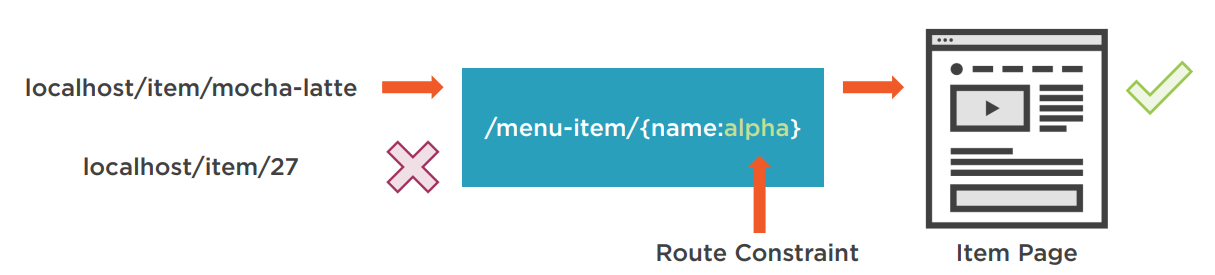 localhost/item/mocha-latte
/menu-item/{name:alpha}
localhost/item/27
Route Constraint
Item Page